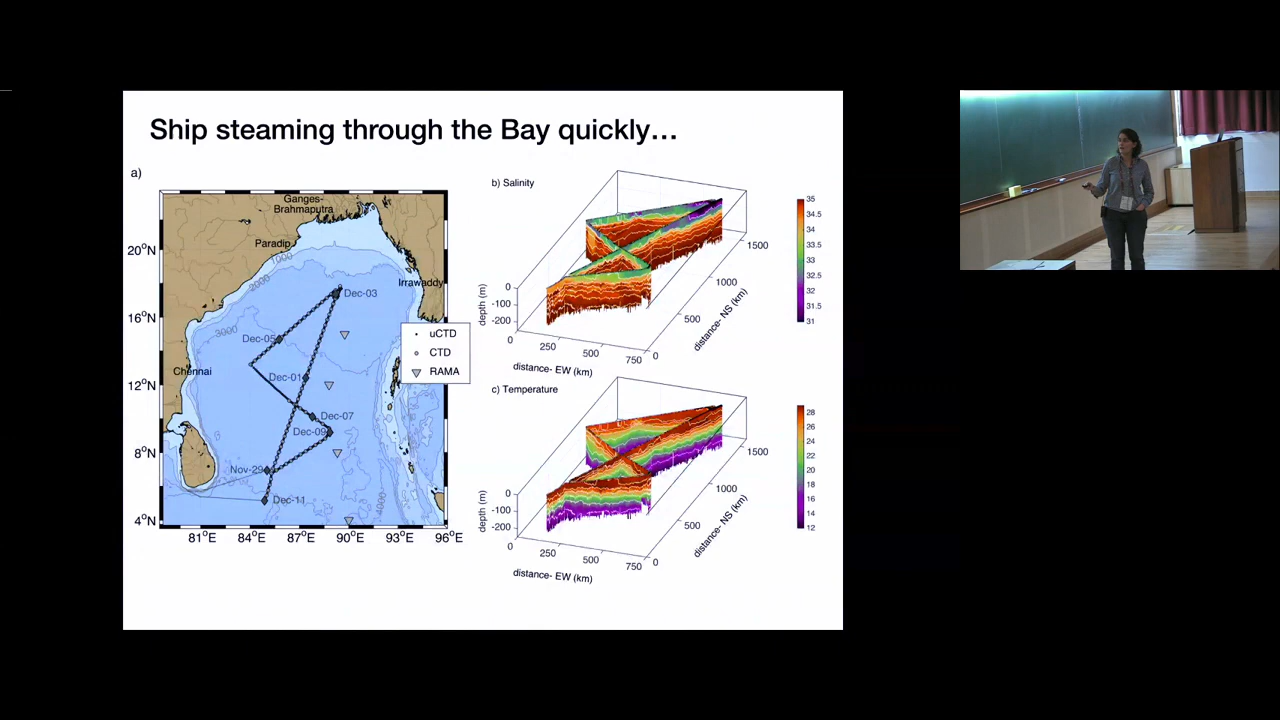 Ship steaming through the Bay quickly…
a)
Ganges-
Brahmaputra
Paradip
Irrawaddy
Chennai
1000
2000
3000
4000
Dec-03
Dec-05
Dec-01
Dec-07
Dec-09
Nov-29
Dec-11
uCTD
CTD
RAMA
20°N
16°N
12°N
8°N
4°N
81°E 84°E 87°E 90°E 93°E 96°E
b) Salinity
0
-100
-200
depth (m)
0 250 500 750
distance- EW (km)
0 500 1000 1500
distance- NS (km)
35
34.5
34
33.5
33
32.5
32
31.5
31
c) Temperature
0
-100
-200
depth (m)
0 250 500 750
distance- EW (km)
0 500 1000 1500
distance- NS (km)
28
26
24
22
20
18
16
14
12